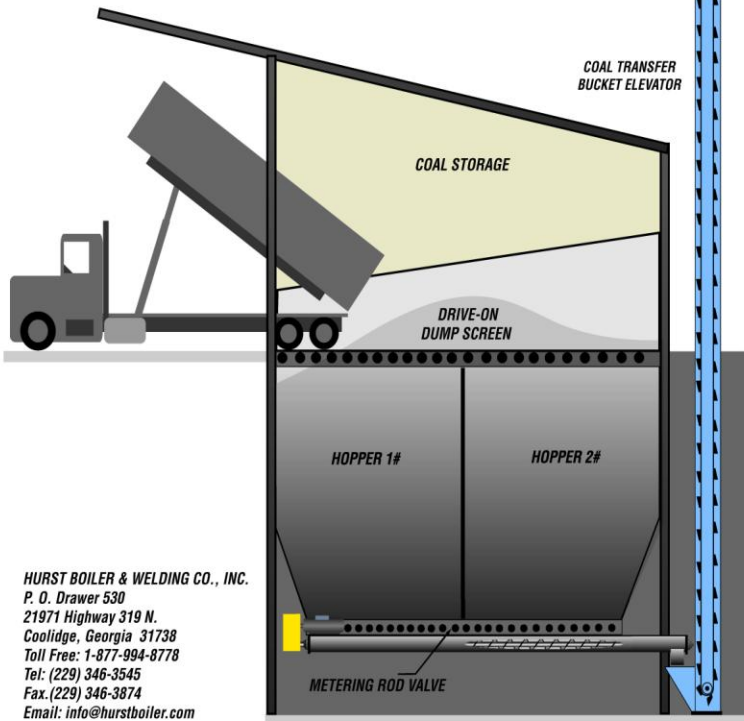 COAL TRANSFER
BUCKET ELEVATOR
COAL STORAGE
DRIVE-ON
DUMP SCREEN
HOPPER 1#
HOPPER 2#
HURST BOILER & WELDING CO., INC.
P. O. Drawer 530
21971 Highway 319 N.
Coolidge, Georgia 31738
Toll Free: 1-877-994-8778
Tel: (229) 346-3545
Fax.(229) 346-3874
Email: info@hurstboiler.com
METERING ROD VALVE